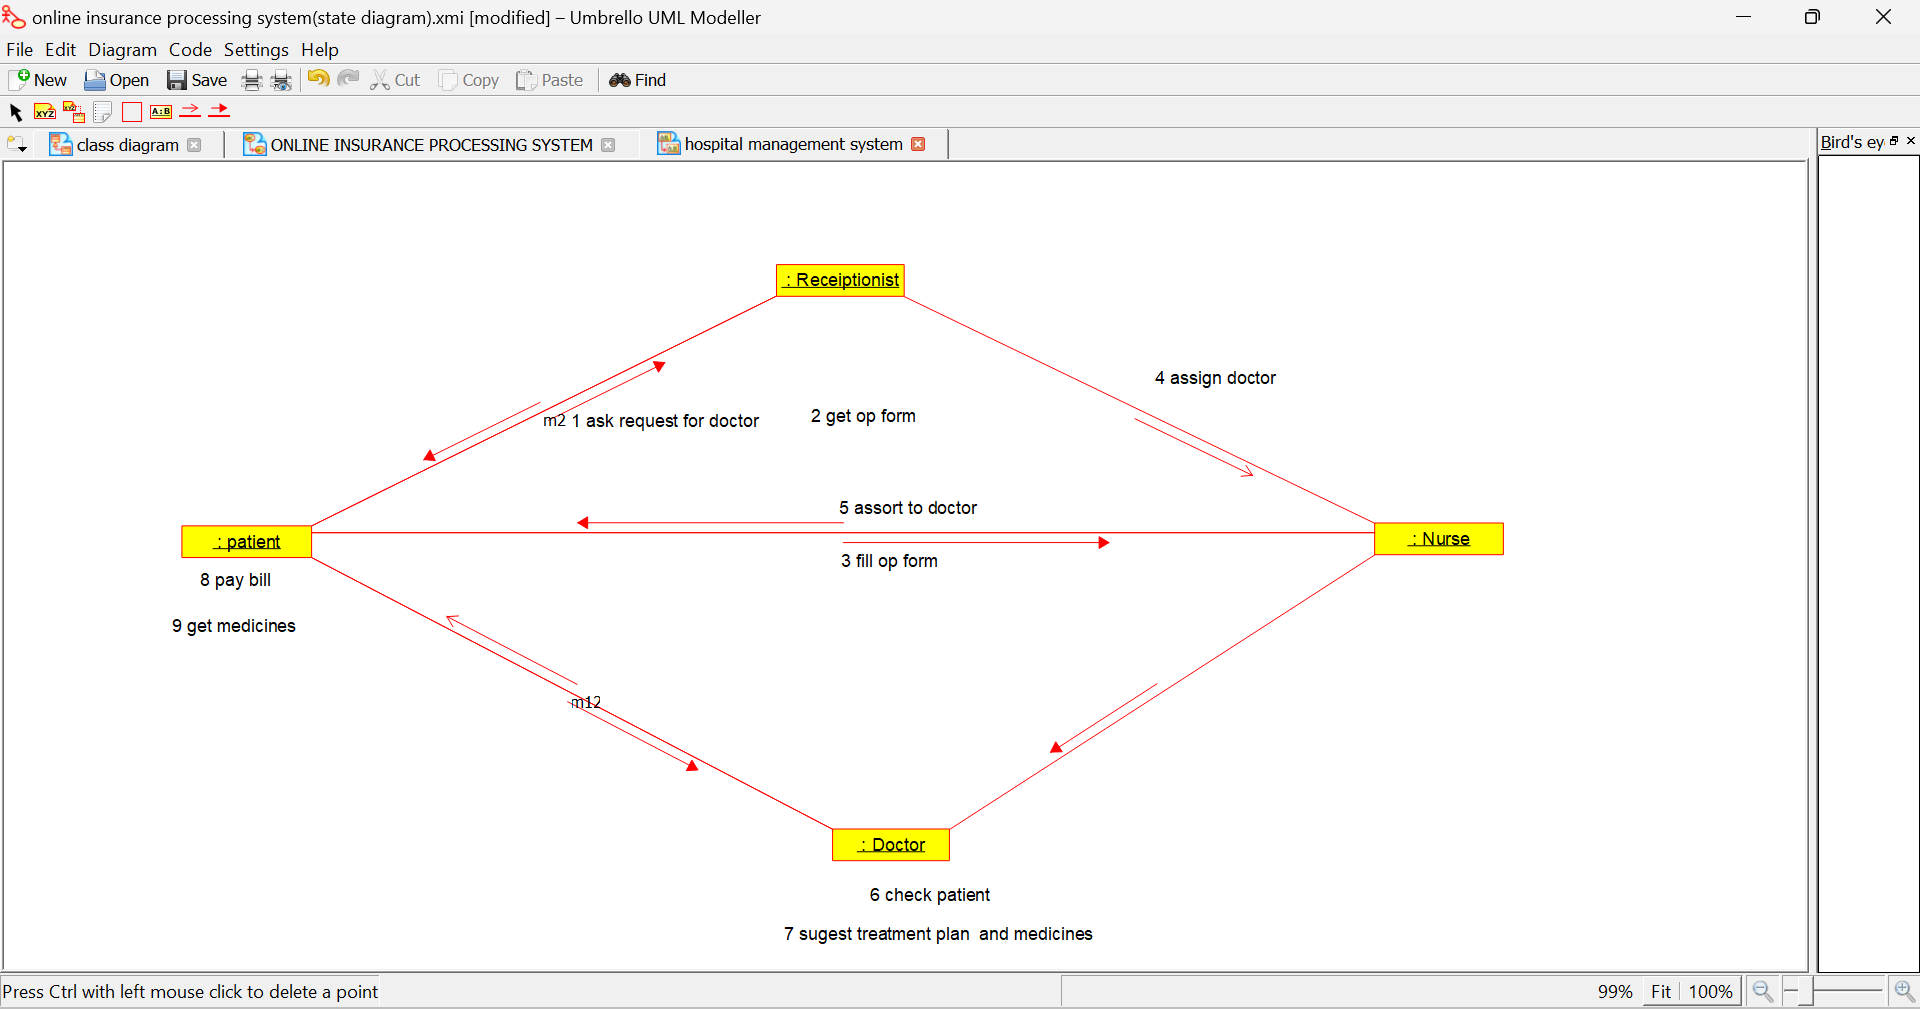 online insurance processing system(state diagram).xmi [modified] – Umbrello UML Modeller
File Edit Diagram Code Settings Help
New Open Save Cut Copy Paste Find
XYZ XYZ A:B
class diagram ONLINE INSURANCE PROCESSING SYSTEM hospital management system
Bird's ey
: Receiptionist
4 assign doctor
m2 1 ask request for doctor
2 get op form
5 assort to doctor
: patient
: Nurse
3 fill op form
8 pay bill
9 get medicines
m12
: Doctor
6 check patient
7 sugest treatment plan and medicines
Press Ctrl with left mouse click to delete a point
99% Fit 100%